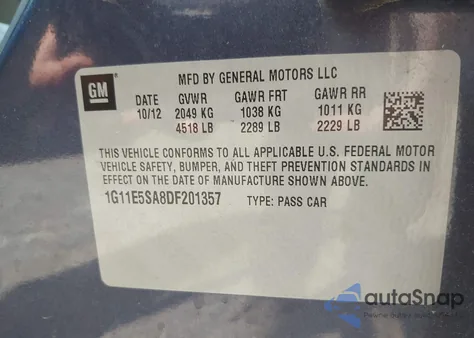 GM
MFD BY GENERAL MOTORS LLC
DATE GVWR GAWR FRT GAWR RR
10/12 2049 KG 1038 KG 1011 KG
4518 LB 2289 LB 2229 LB
THIS VEHICLE CONFORMS TO ALL APPLICABLE U.S. FEDERAL MOTOR
VEHICLE SAFETY, BUMPER, AND THEFT PREVENTION STANDARDS IN
EFFECT ON THE DATE OF MANUFACTURE SHOWN ABOVE.
1G11E5SA8DF201357 TYPE: PASS CAR
autoSnap